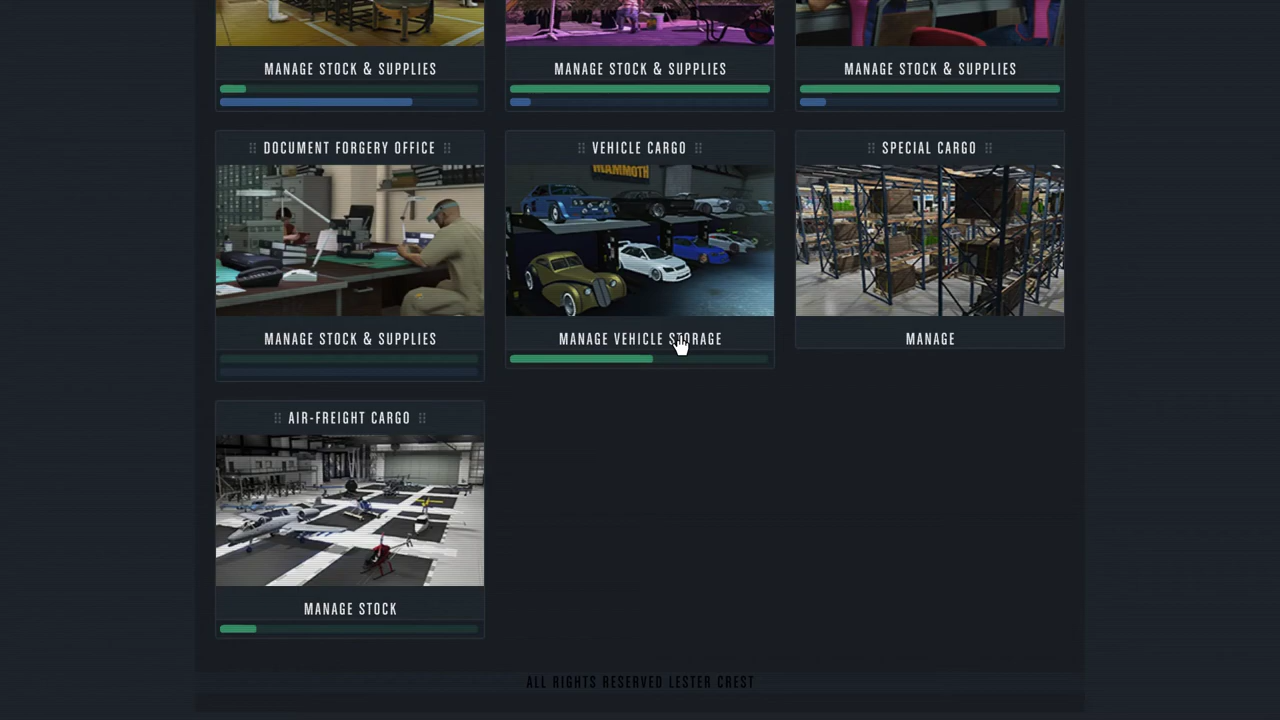 MANAGE STOCK & SUPPLIES
MANAGE STOCK & SUPPLIES
MANAGE STOCK & SUPPLIES
DOCUMENT FORGERY OFFICE
VEHICLE CARGO
SPECIAL CARGO
MAMMOTH
MANAGE STOCK & SUPPLIES
MANAGE VEHICLE STORAGE
MANAGE
AIR-FREIGHT CARGO
MANAGE STOCK
ALL RIGHTS RESERVED LESTER CREST